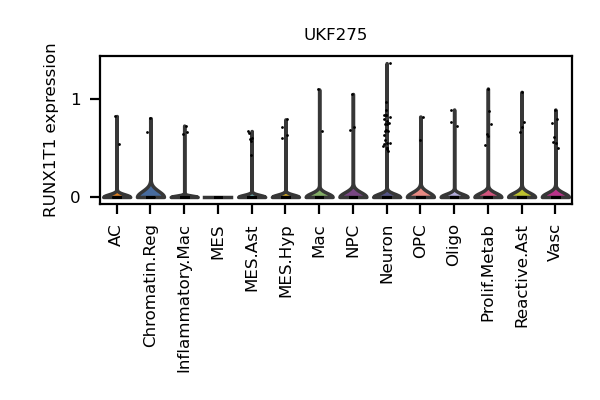 UKF275
RUNX1T1 expression
1
0
AC
Chromatin.Reg
Inflammatory.Mac
MES
MES.Ast
MES.Hyp
Mac
NPC
Neuron
OPC
Oligo
Prolif.Metab
Reactive.Ast
Vasc